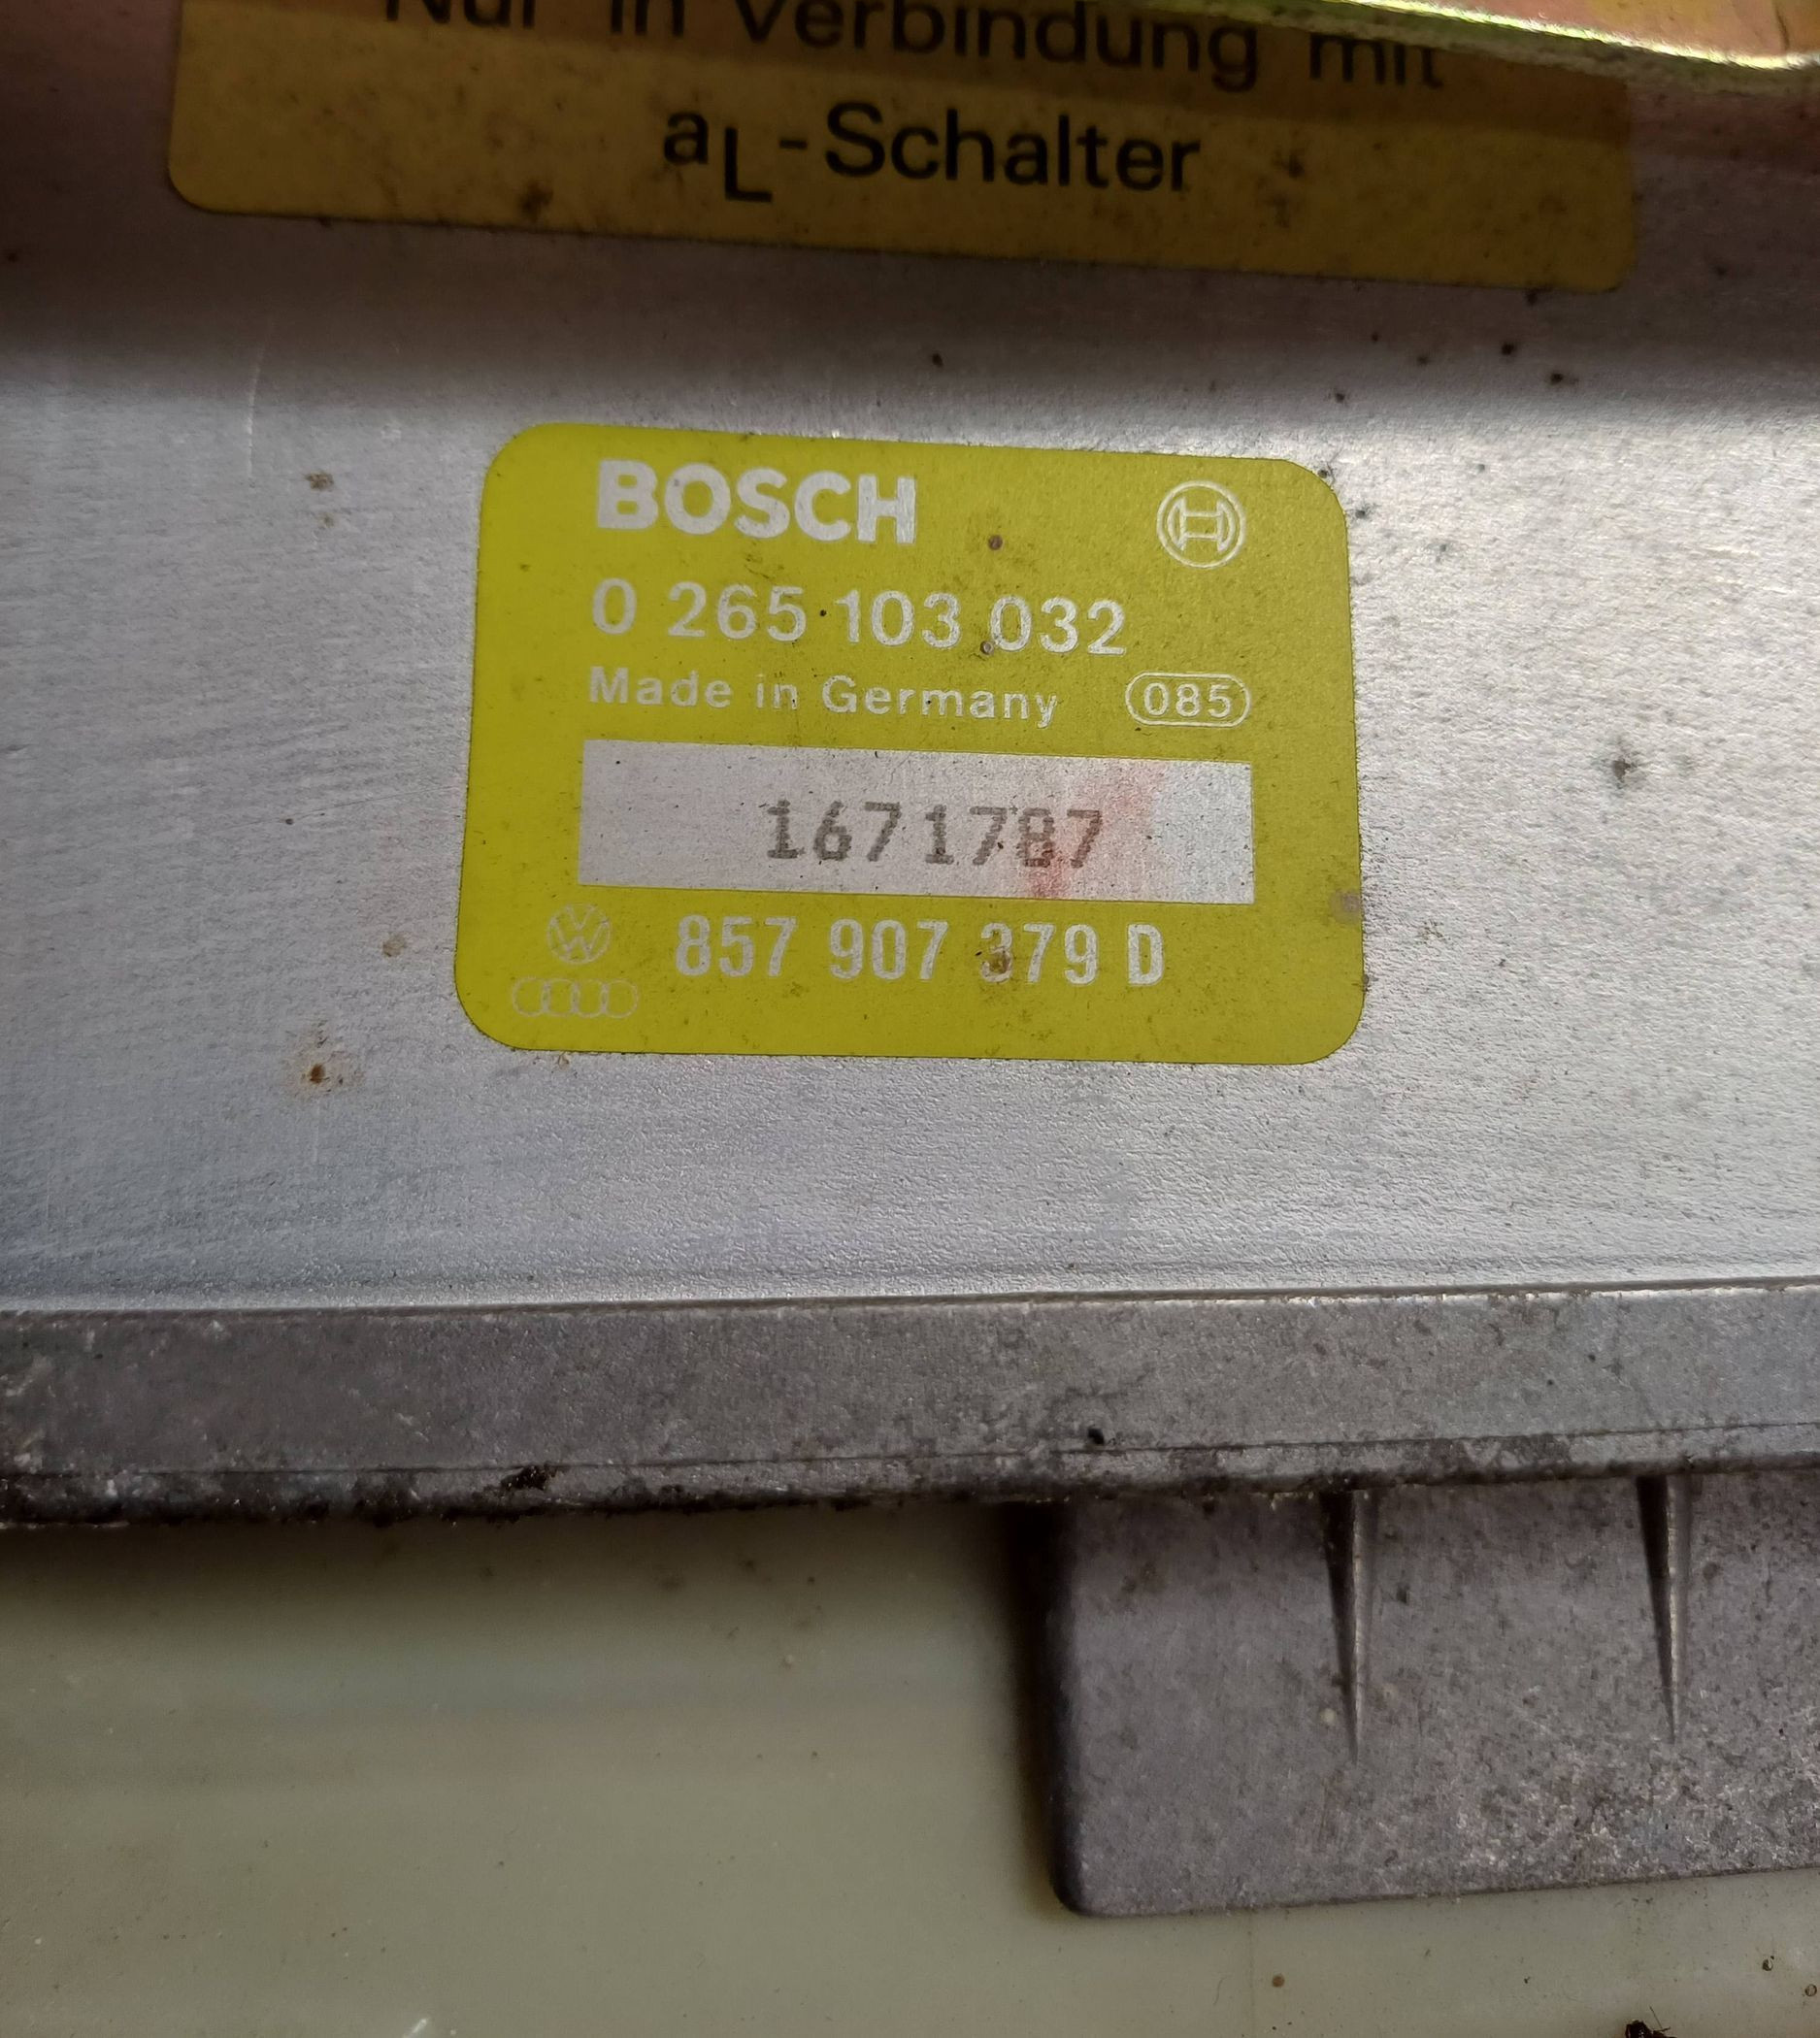 Nur in Verbindung mit
aL-Schalter
BOSCH
0 265 103 032
Made in Germany 085
1671787
857 907 379 D